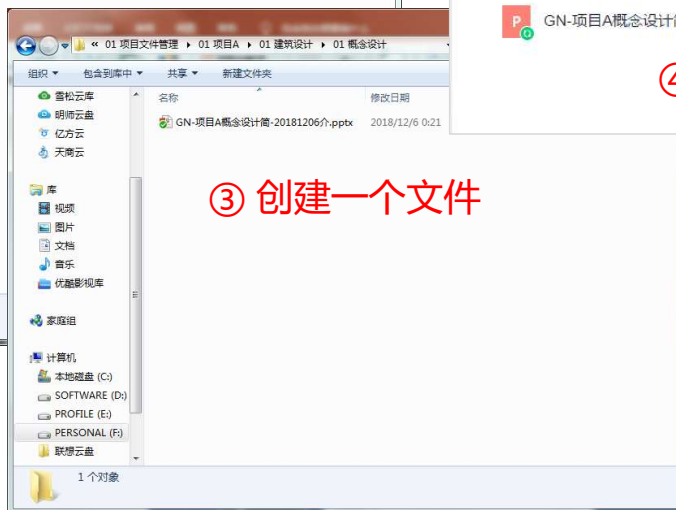 GN-项目A概念设计简
④
« 01 项目文件管理 ▸ 01 项目A ▸ 01 建筑设计 ▸ 01 概念设计
组织 包含到库中 共享 新建文件夹
名称 修改日期
GN-项目A概念设计简-20181206介.pptx 2018/12/6 0:21
雪松云库
明师云盘
亿方云
天商云
③ 创建一个文件
库
视频
图片
文档
音乐
优酷影视库
家庭组
计算机
本地磁盘 (C:)
SOFTWARE (D:)
PROFILE (E:)
PERSONAL (F:)
联想云盘
1 个对象